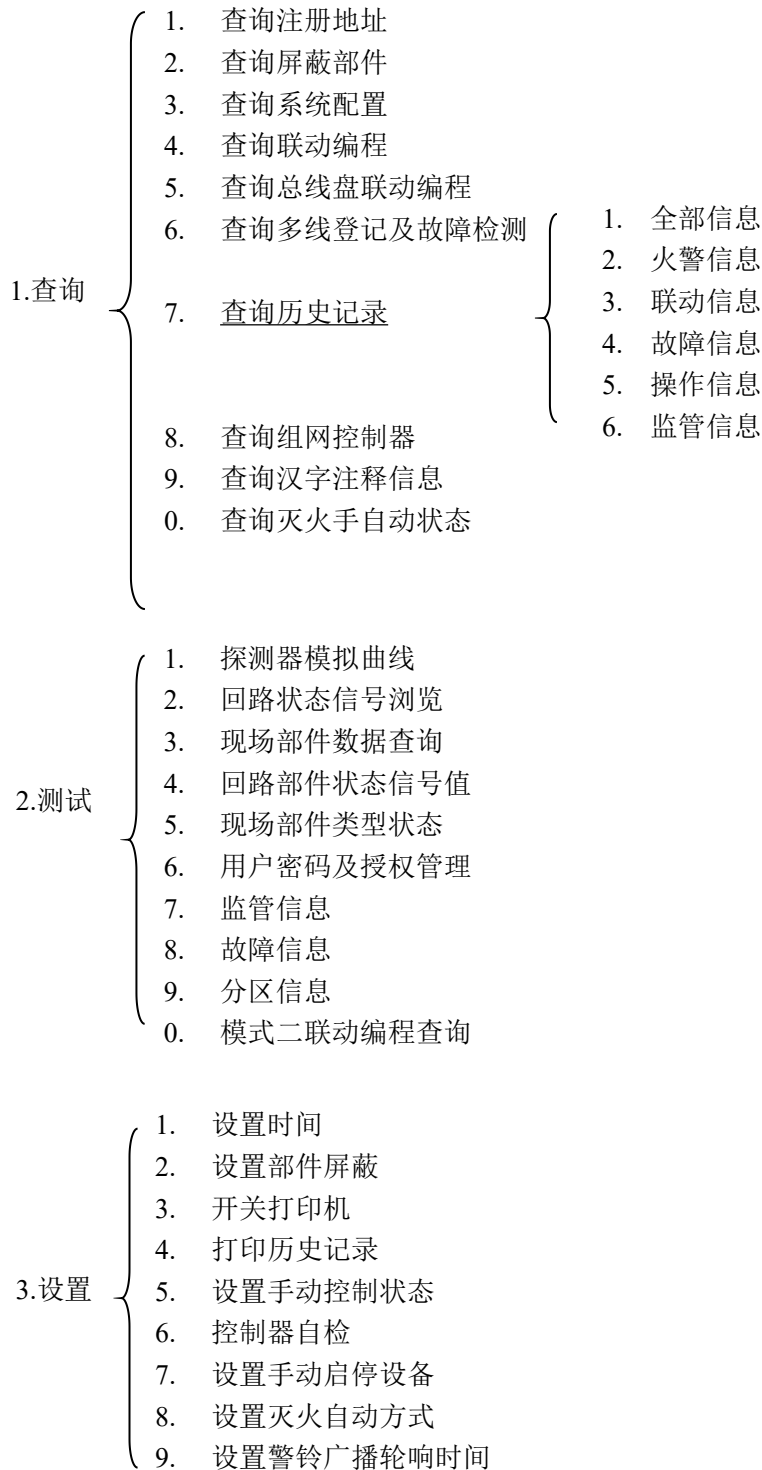 1.查询
1. 查询注册地址
2. 查询屏蔽部件
3. 查询系统配置
4. 查询联动编程
5. 查询总线盘联动编程
6. 查询多线登记及故障检测
7. 查询历史记录
1. 全部信息
2. 火警信息
3. 联动信息
4. 故障信息
5. 操作信息
6. 监管信息
8. 查询组网控制器
9. 查询汉字注释信息
0. 查询灭火手自动状态
2.测试
1. 探测器模拟曲线
2. 回路状态信号浏览
3. 现场部件数据查询
4. 回路部件状态信号值
5. 现场部件类型状态
6. 用户密码及授权管理
7. 监管信息
8. 故障信息
9. 分区信息
0. 模式二联动编程查询
3.设置
1. 设置时间
2. 设置部件屏蔽
3. 开关打印机
4. 打印历史记录
5. 设置手动控制状态
6. 控制器自检
7. 设置手动启停设备
8. 设置灭火自动方式
9. 设置警铃广播轮响时间